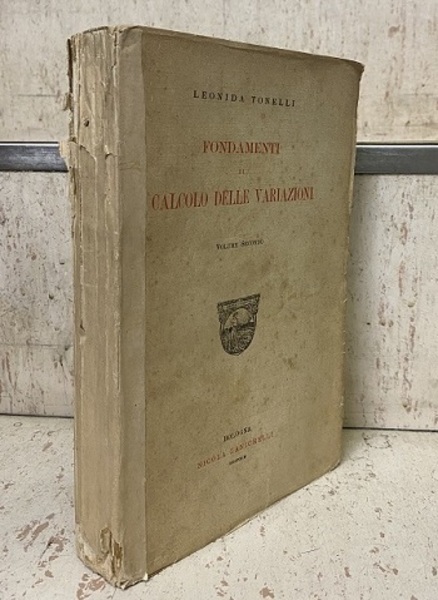 LEONIDA TONELLI
FONDAMENTI
DI
CALCOLO DELLE VARIAZIONI
VOLUME SECONDO
BOLOGNA
NICOLA ZANICHELLI